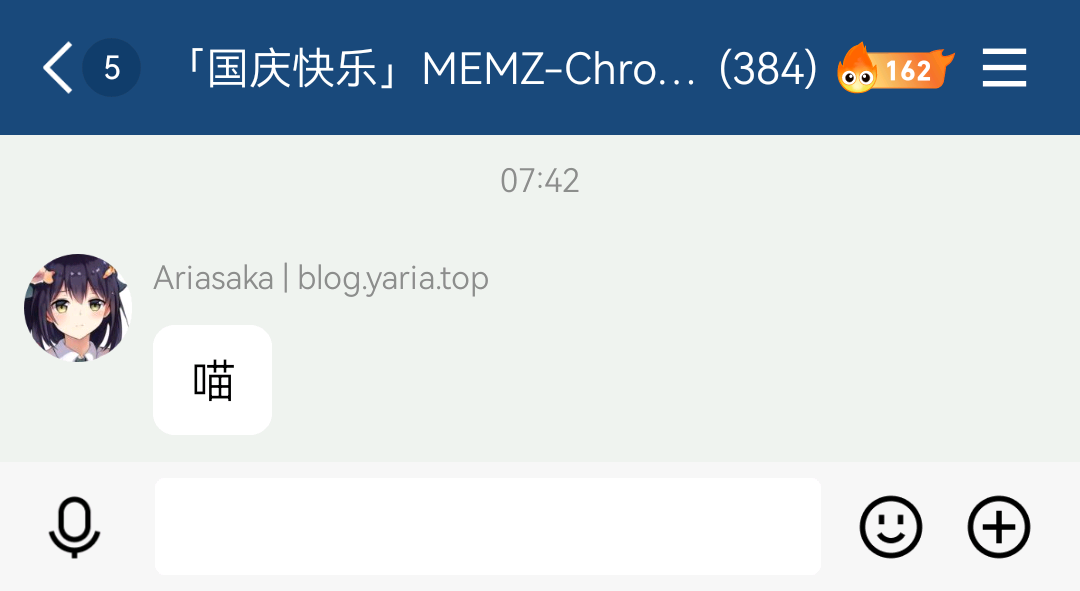 5
「国庆快乐」MEMZ-Chro... (384)
162
07:42
Ariasaka | blog.yaria.top
喵